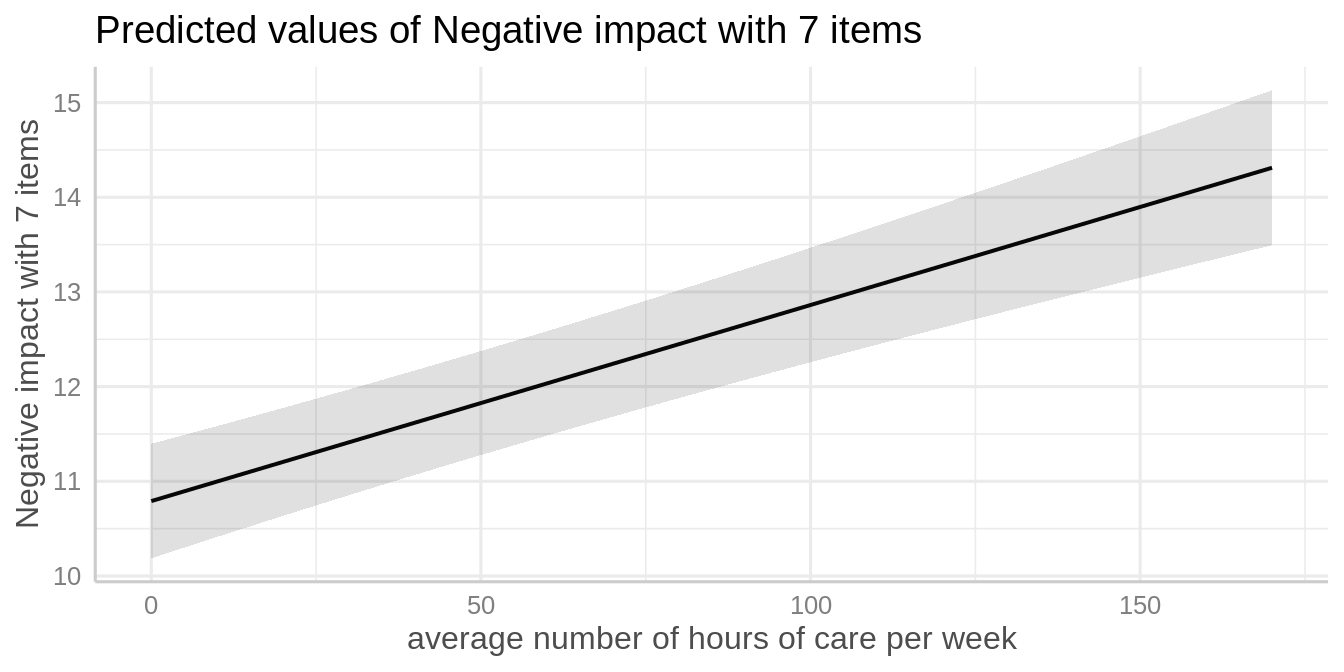 Predicted values of Negative impact with 7 items
Negative impact with 7 items
15
14
13
12
11
10
0 50 100 150
average number of hours of care per week